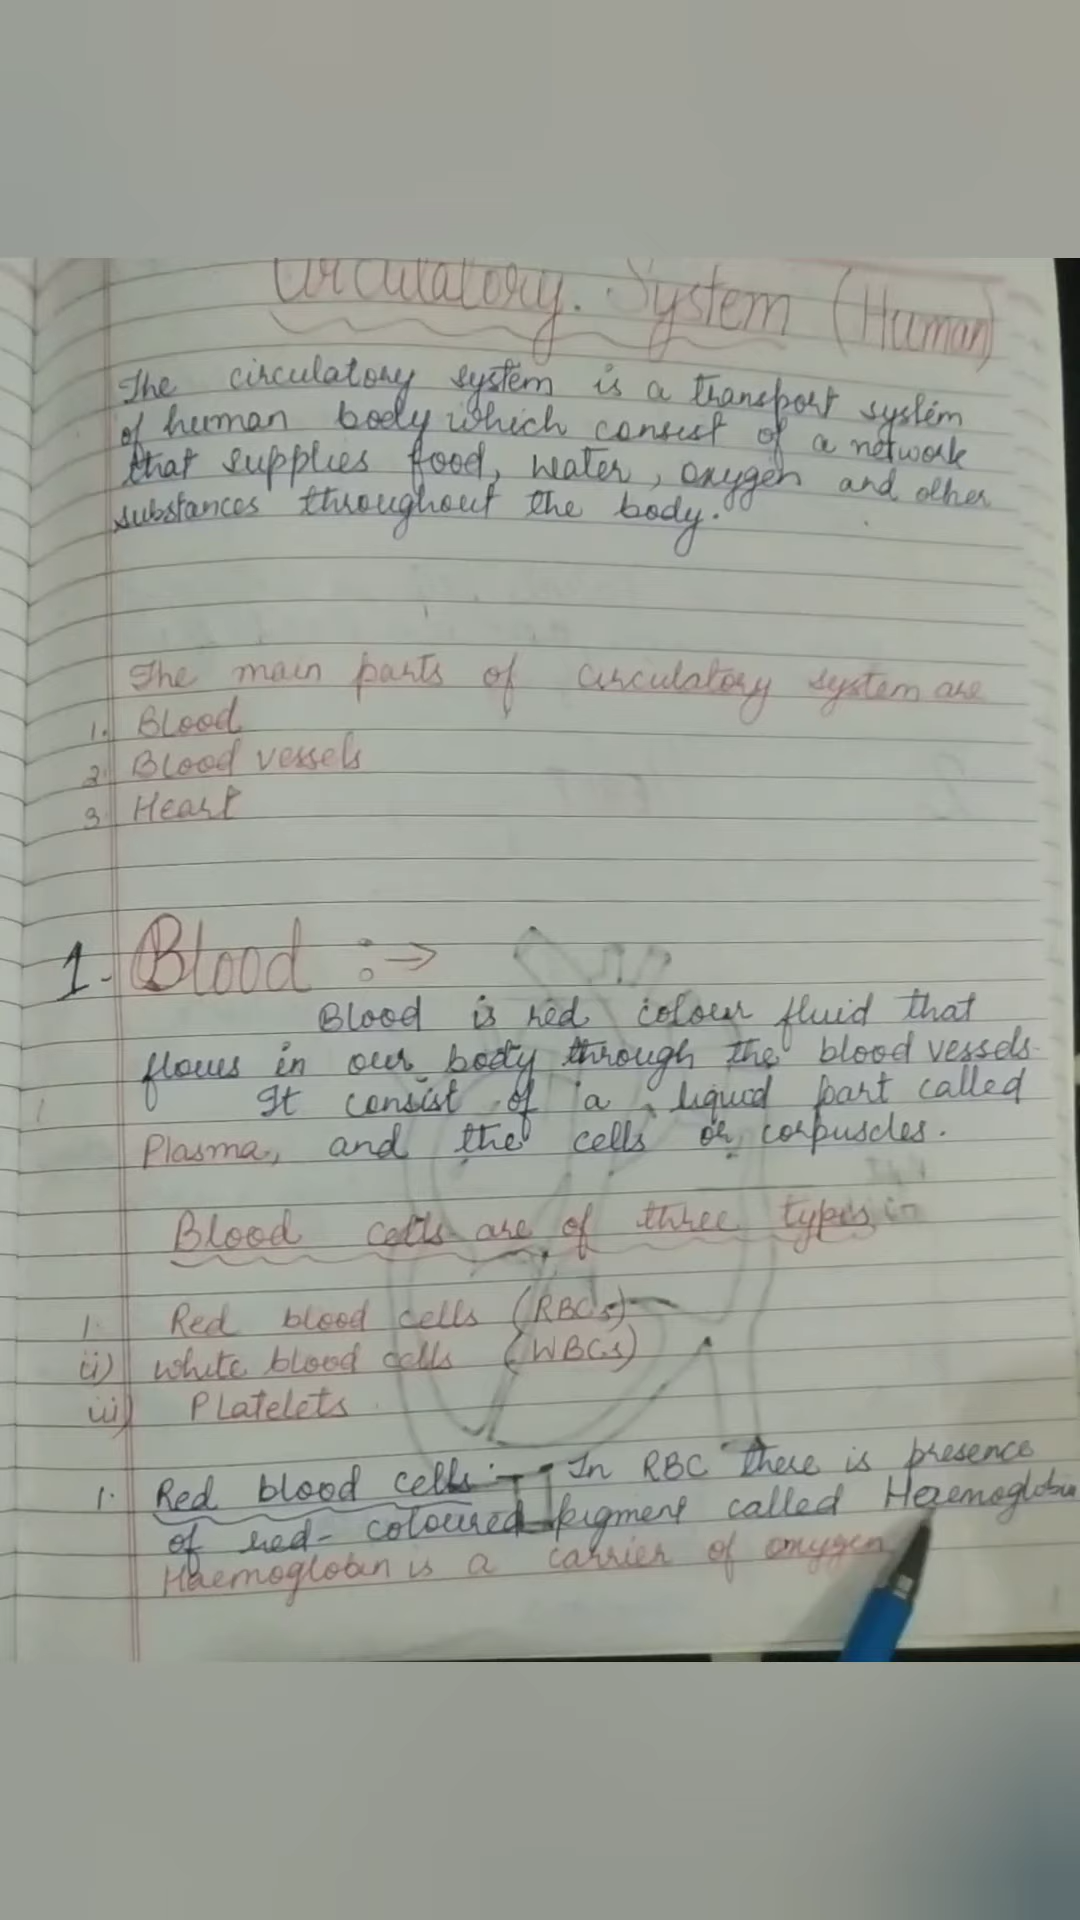 Circulatory System (Human)
The circulatory system is a transport system
of human body which consist of a network
that supplies food, water, oxygen and other
substances throughout the body.
The main parts of circulatory system are
1. Blood
2. Blood vessels
3. Heart
1. Blood :→
Blood is red colour fluid that
flows in our body through the blood vessels.
It consist of a liquid part called
Plasma, and the cells or corpuscles.
Blood cells are of three types
1. Red blood cells (RBCs)
ii) White blood cells (WBCs)
iii) Platelets
1. Red blood cells :- In RBC there is presence
of red-coloured pigment called Haemoglobin
Haemoglobin is a carrier of oxygen